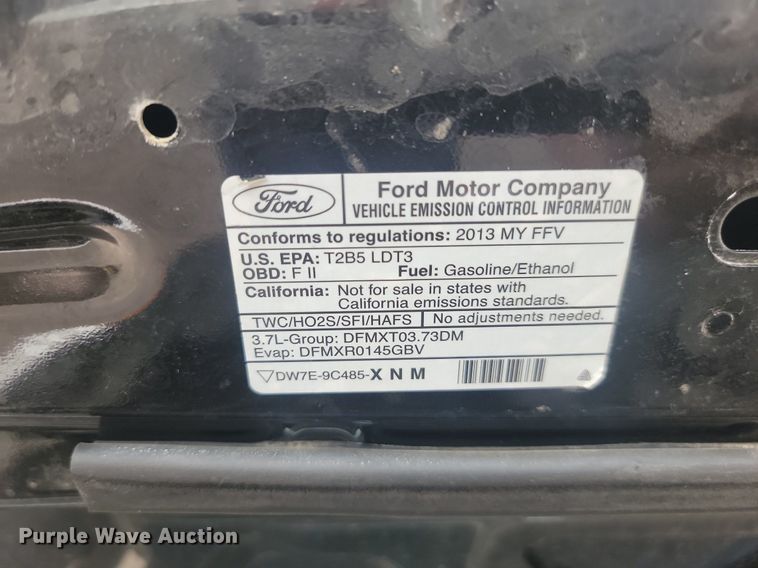 Ford
Ford Motor Company
VEHICLE EMISSION CONTROL INFORMATION
Conforms to regulations: 2013 MY FFV
U.S. EPA: T2B5 LDT3
OBD: F II Fuel: Gasoline/Ethanol
California: Not for sale in states with
California emissions standards.
TWC/HO2S/SFI/HAFS No adjustments needed.
3.7L-Group: DFMXT03.73DM
Evap: DFMXR0145GBV
DW7E-9C485-X N M
Purple Wave Auction